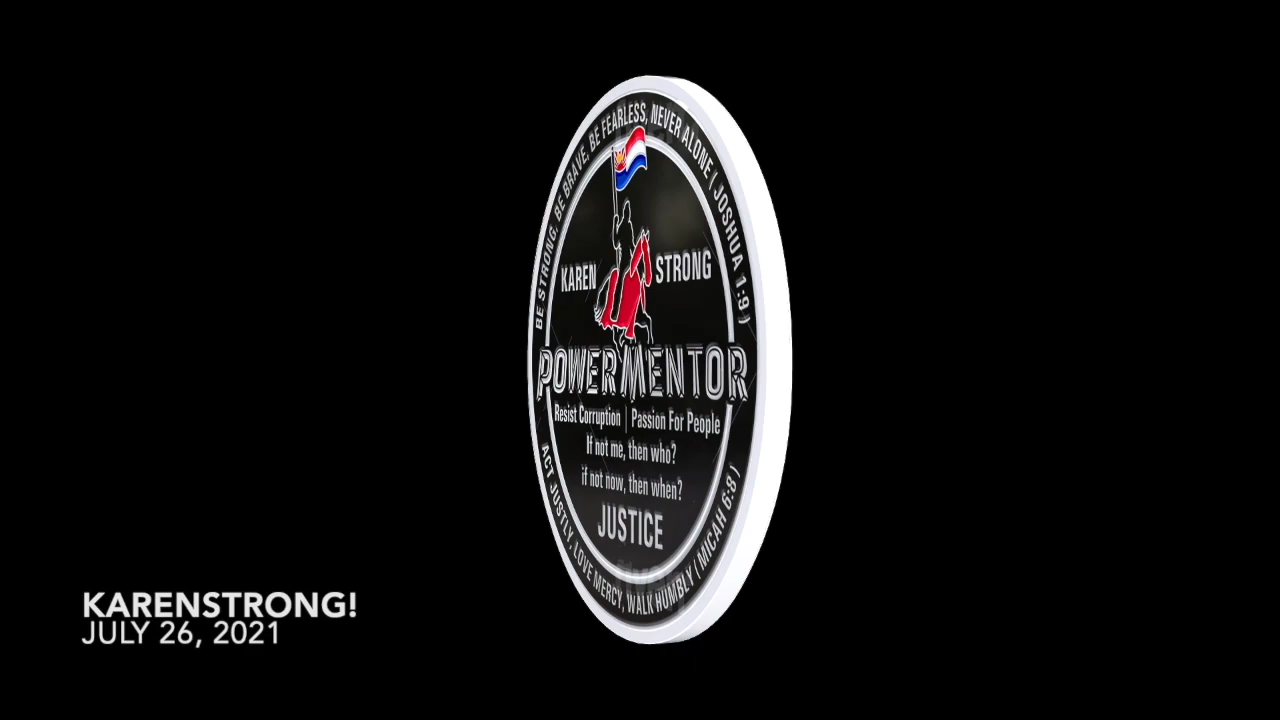 BE STRONG, BE BRAVE, BE FEARLESS, NEVER ALONE ( JOSHUA 1:9 )
KAREN STRONG
POWER MENTOR
Resist Corruption | Passion For People
If not me, then who?
if not now, then when?
JUSTICE
ACT JUSTLY, LOVE MERCY, WALK HUMBLY ( MICAH 6:8 )
KARENSTRONG!
JULY 26, 2021